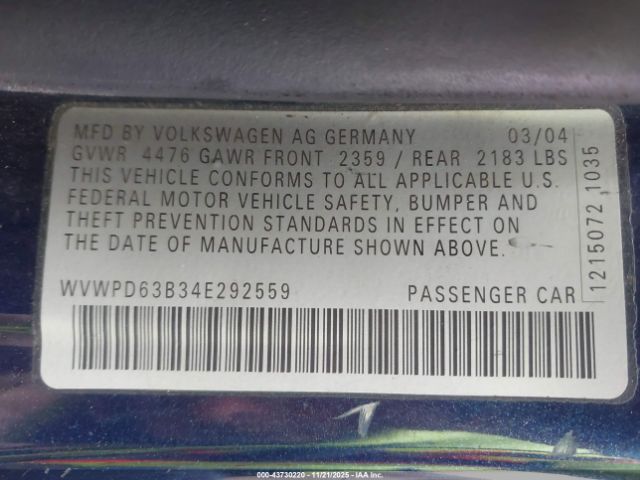 MFD BY VOLKSWAGEN AG GERMANY 03/04
GVWR 4476 GAWR FRONT 2359 / REAR 2183 LBS
THIS VEHICLE CONFORMS TO ALL APPLICABLE U.S.
FEDERAL MOTOR VEHICLE SAFETY, BUMPER AND
THEFT PREVENTION STANDARDS IN EFFECT ON
THE DATE OF MANUFACTURE SHOWN ABOVE.
WVWPD63B34E292559 PASSENGER CAR
1215072 1035
000-43730220 - 11/21/2025 - IAA Inc.